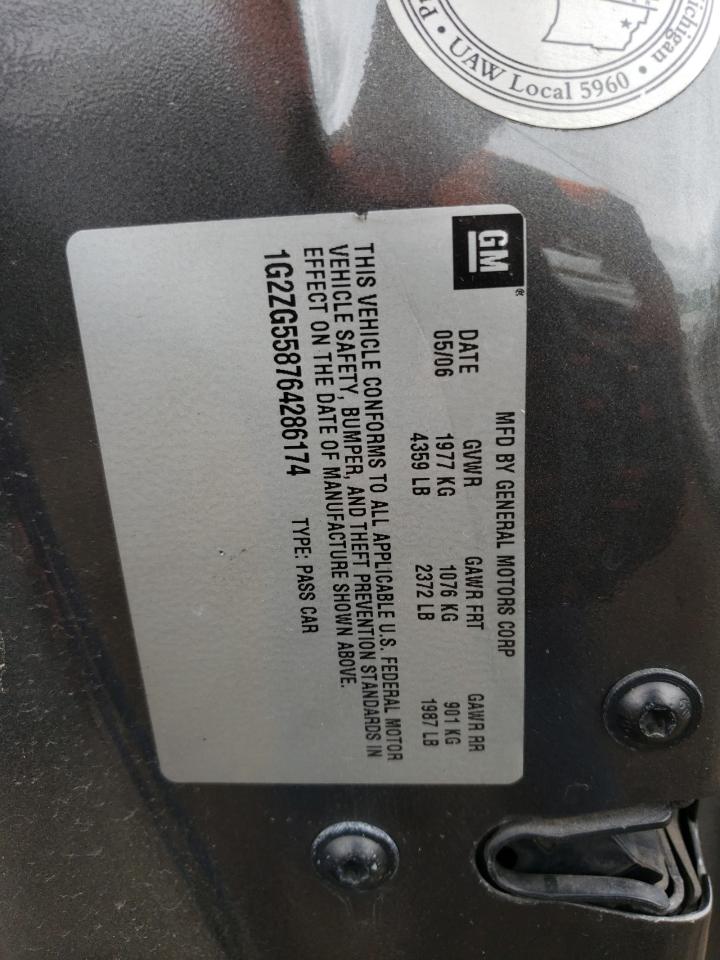 ichigan
• UAW Local 5960 •
GM®
MFD BY GENERAL MOTORS CORP
DATE GVWR GAWR FRT GAWR RR
05/06 1977 KG 1076 KG 901 KG
4359 LB 2372 LB 1987 LB
THIS VEHICLE CONFORMS TO ALL APPLICABLE U.S. FEDERAL MOTOR
VEHICLE SAFETY, BUMPER, AND THEFT PREVENTION STANDARDS IN
EFFECT ON THE DATE OF MANUFACTURE SHOWN ABOVE.
1G2ZG558764286174 TYPE: PASS CAR